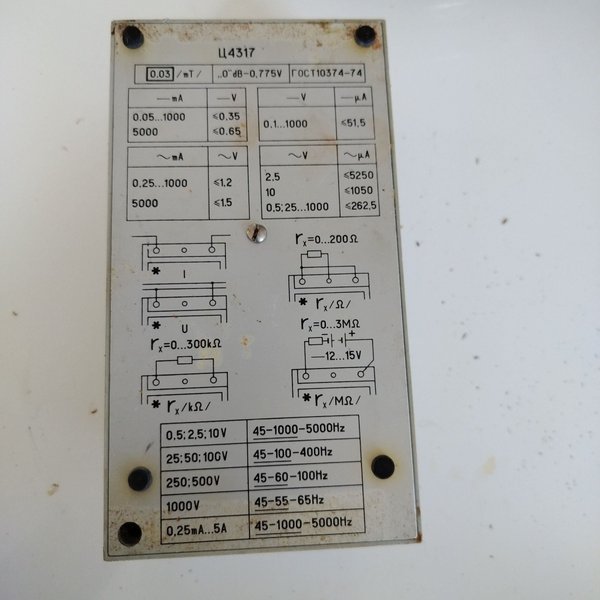 Ц4317
0.03 /mT/ „0"dB-0,775V ГОСТ10374-74
—mA —V
0.05...1000 ≤0.35
5000 ≤0.65
—V —μA
0,1...1000 ≤51,5
~mA ~V
0.25...1000 ≤1,2
5000 ≤1.5
~V ~μA
2,5 ≤5250
10 ≤1050
0,5;25...1000 ≤262,5
* I
* U
rx=0...300kΩ
* rx/kΩ/
rx=0...200Ω
* rx/Ω/
rx=0...3MΩ
- +
—12...15V
* rx/MΩ/
0.5;2,5;10V 45-1000-5000Hz
25;50;100V 45-100-400Hz
250;500V 45-60-100Hz
1000V 45-55-65Hz
0,25mA...5A 45-1000-5000Hz